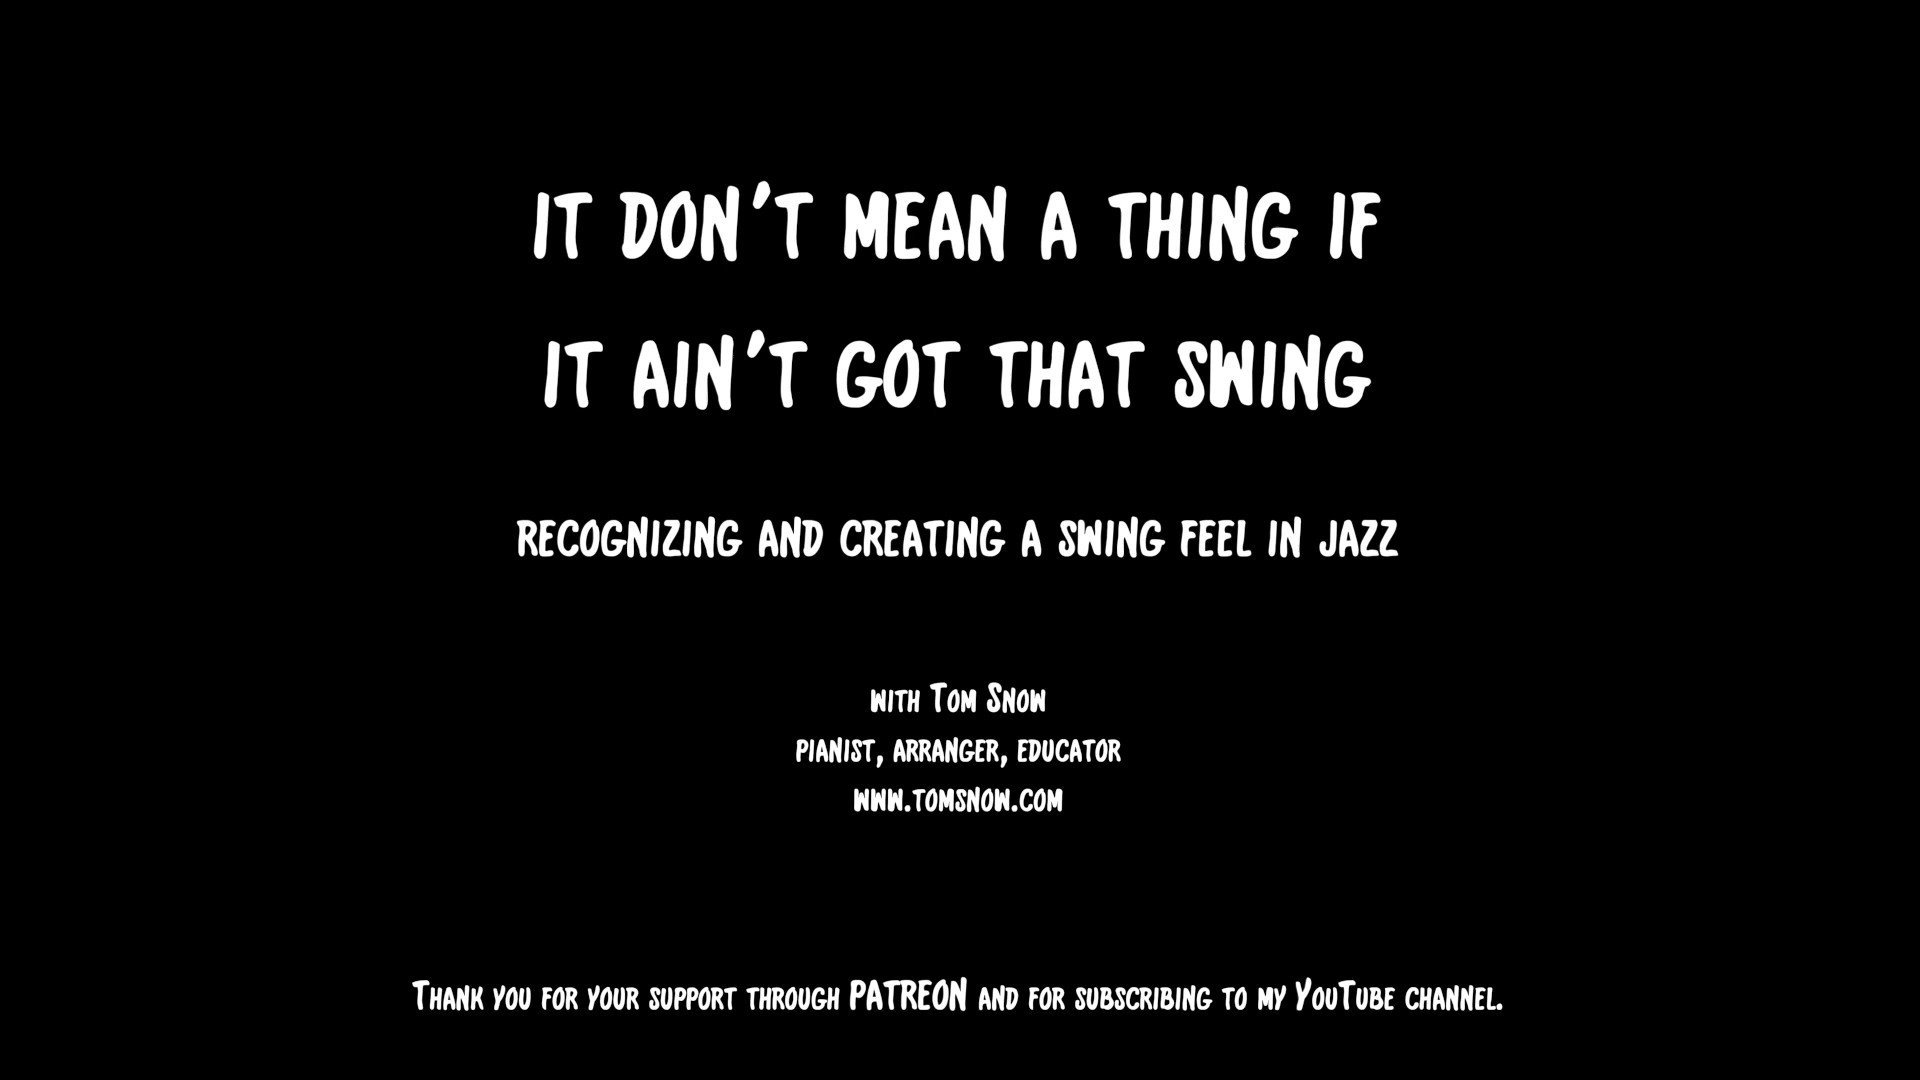 IT DON'T MEAN A THING IF
IT AIN'T GOT THAT SWING
RECOGNIZING AND CREATING A SWING FEEL IN JAZZ
WITH TOM SNOW
PIANIST, ARRANGER, EDUCATOR
WWW.TOMSNOW.COM
THANK YOU FOR YOUR SUPPORT THROUGH PATREON AND FOR SUBSCRIBING TO MY YOUTUBE CHANNEL.